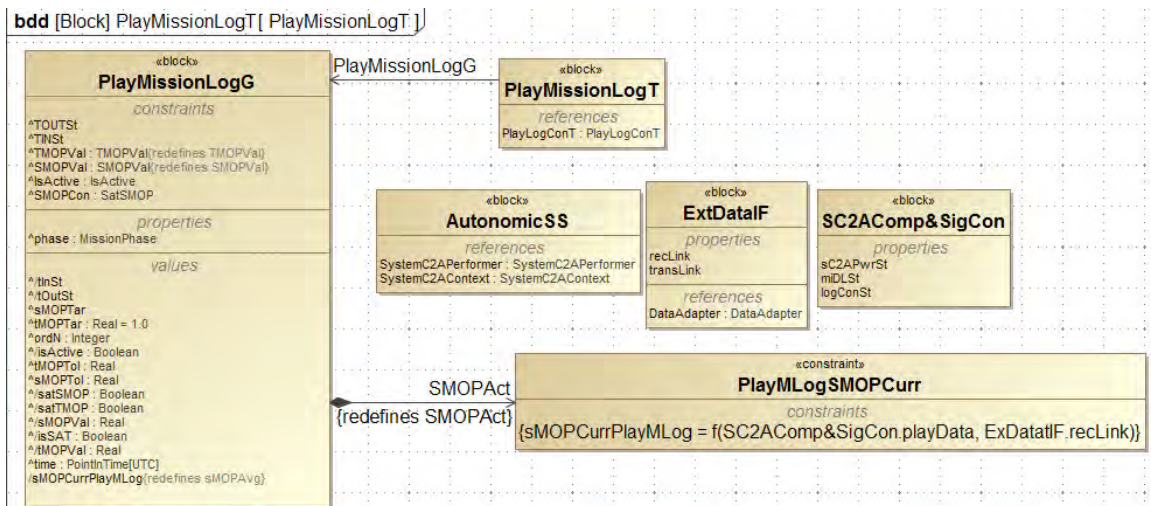 bdd [Block] PlayMissionLogT[ PlayMissionLogT ]
«block»
PlayMissionLogG
constraints
^TOUTSt
^TINSt
^TMOPVal : TMOPVal{redefines TMOPVal}
^SMOPVal : SMOPVal{redefines SMOPVal}
^IsActive : IsActive
^SMOPCon : SatSMOP
properties
^phase : MissionPhase
values
^/tInSt
^/tOutSt
^sMOPTar
^tMOPTar : Real = 1.0
^ordN : Integer
^/isActive : Boolean
^tMOPTol : Real
^sMOPTol : Real
^/satSMOP : Boolean
^/satTMOP : Boolean
^/sMOPVal : Real
^/isSAT : Boolean
^/tMOPVal : Real
^time : PointInTime[UTC]
/sMOPCurrPlayMLog{redefines sMOPAvg}
PlayMissionLogG
«block»
PlayMissionLogT
references
PlayLogConT : PlayLogConT
«block»
AutonomicSS
references
SystemC2APerformer : SystemC2APerformer
SystemC2AContext : SystemC2AContext
«block»
ExtDataIF
properties
recLink
transLink
references
DataAdapter : DataAdapter
«block»
SC2AComp&SigCon
properties
sC2APwrSt
miDLSt
logConSt
SMOPAct
{redefines SMOPAct}
«constraint»
PlayMLogSMOPCurr
constraints
{sMOPCurrPlayMLog = f(SC2AComp&SigCon.playData, ExDatatIF.recLink)}